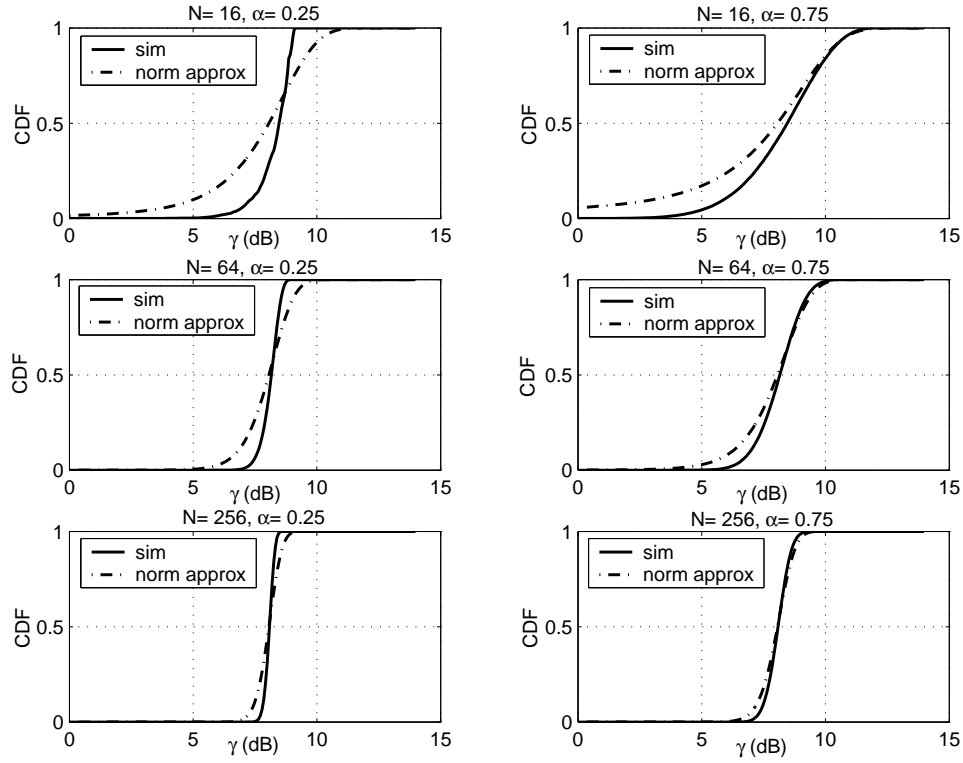 N= 16, α= 0.25
1
0.5
0
CDF
sim
norm approx
0 5 10 15
γ (dB)
N= 16, α= 0.75
1
0.5
0
CDF
sim
norm approx
0 5 10 15
γ (dB)
N= 64, α= 0.25
1
0.5
0
CDF
sim
norm approx
0 5 10 15
γ (dB)
N= 64, α= 0.75
1
0.5
0
CDF
sim
norm approx
0 5 10 15
γ (dB)
N= 256, α= 0.25
1
0.5
0
CDF
sim
norm approx
0 5 10 15
γ (dB)
N= 256, α= 0.75
1
0.5
0
CDF
sim
norm approx
0 5 10 15
γ (dB)